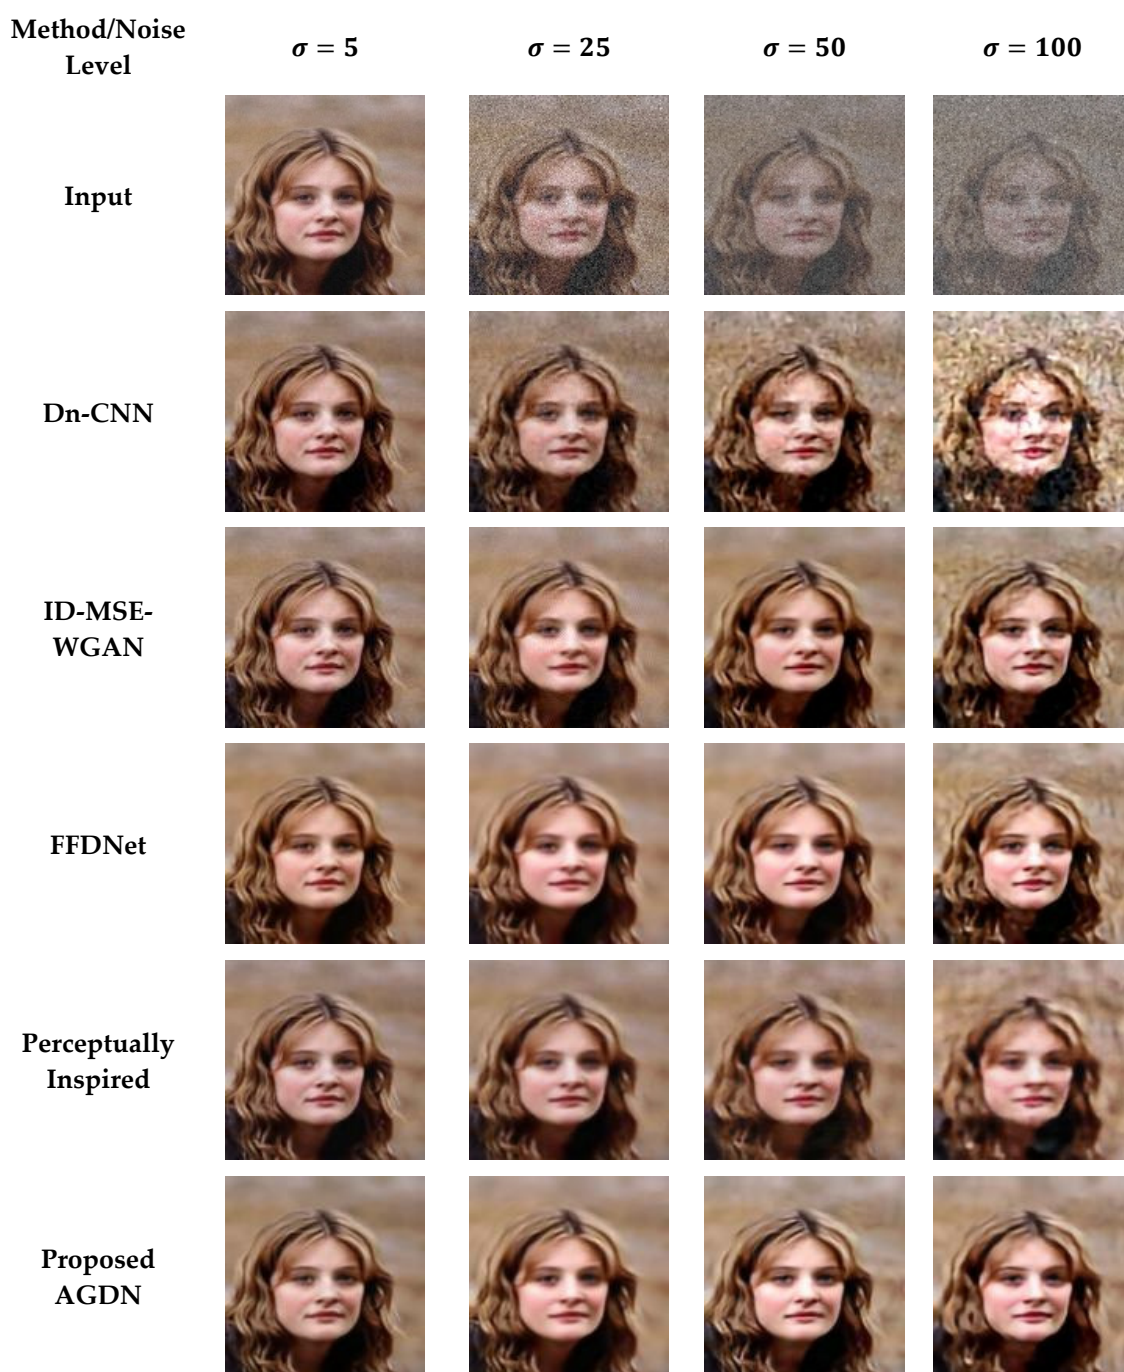 Method/Noise
Level
σ = 5
σ = 25
σ = 50
σ = 100
Input
Dn-CNN
ID-MSE-
WGAN
FFDNet
Perceptually
Inspired
Proposed
AGDN